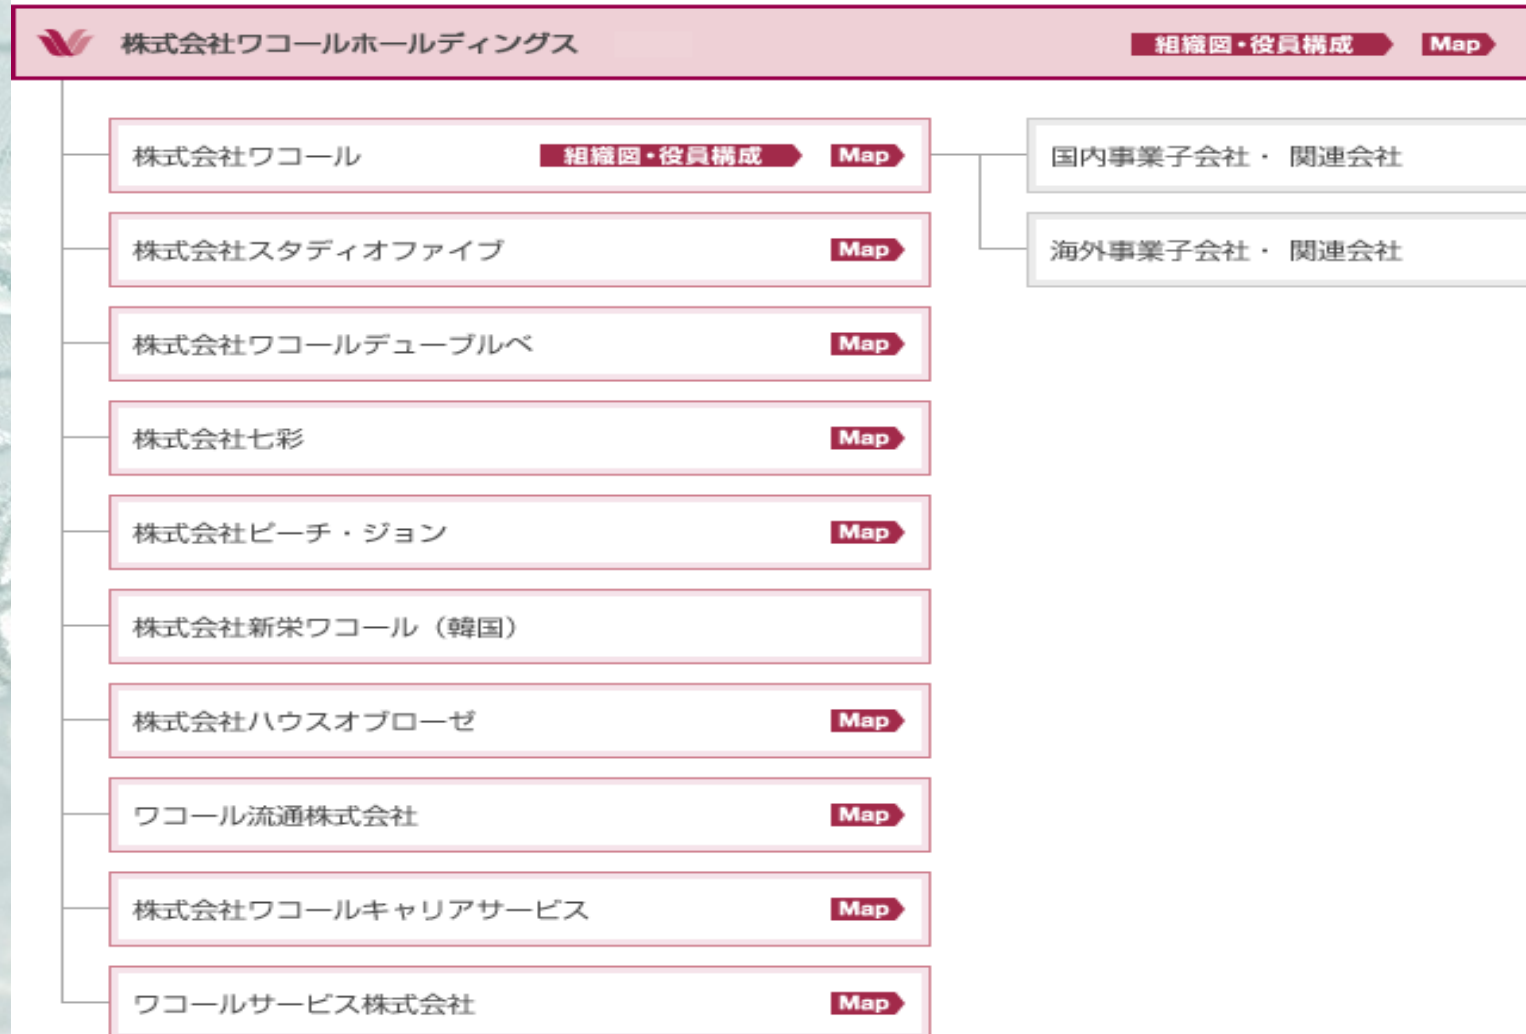 株式会社ワコールホールディングス 組織図・役員構成 Map
株式会社ワコール 組織図・役員構成 Map 国内事業子会社・ 関連会社
株式会社スタディオファイブ Map 海外事業子会社・ 関連会社
株式会社ワコールデューブルベ Map
株式会社七彩 Map
株式会社ピーチ・ジョン Map
株式会社新栄ワコール（韓国）
株式会社ハウスオブローゼ Map
ワコール流通株式会社 Map
株式会社ワコールキャリアサービス Map
ワコールサービス株式会社 Map